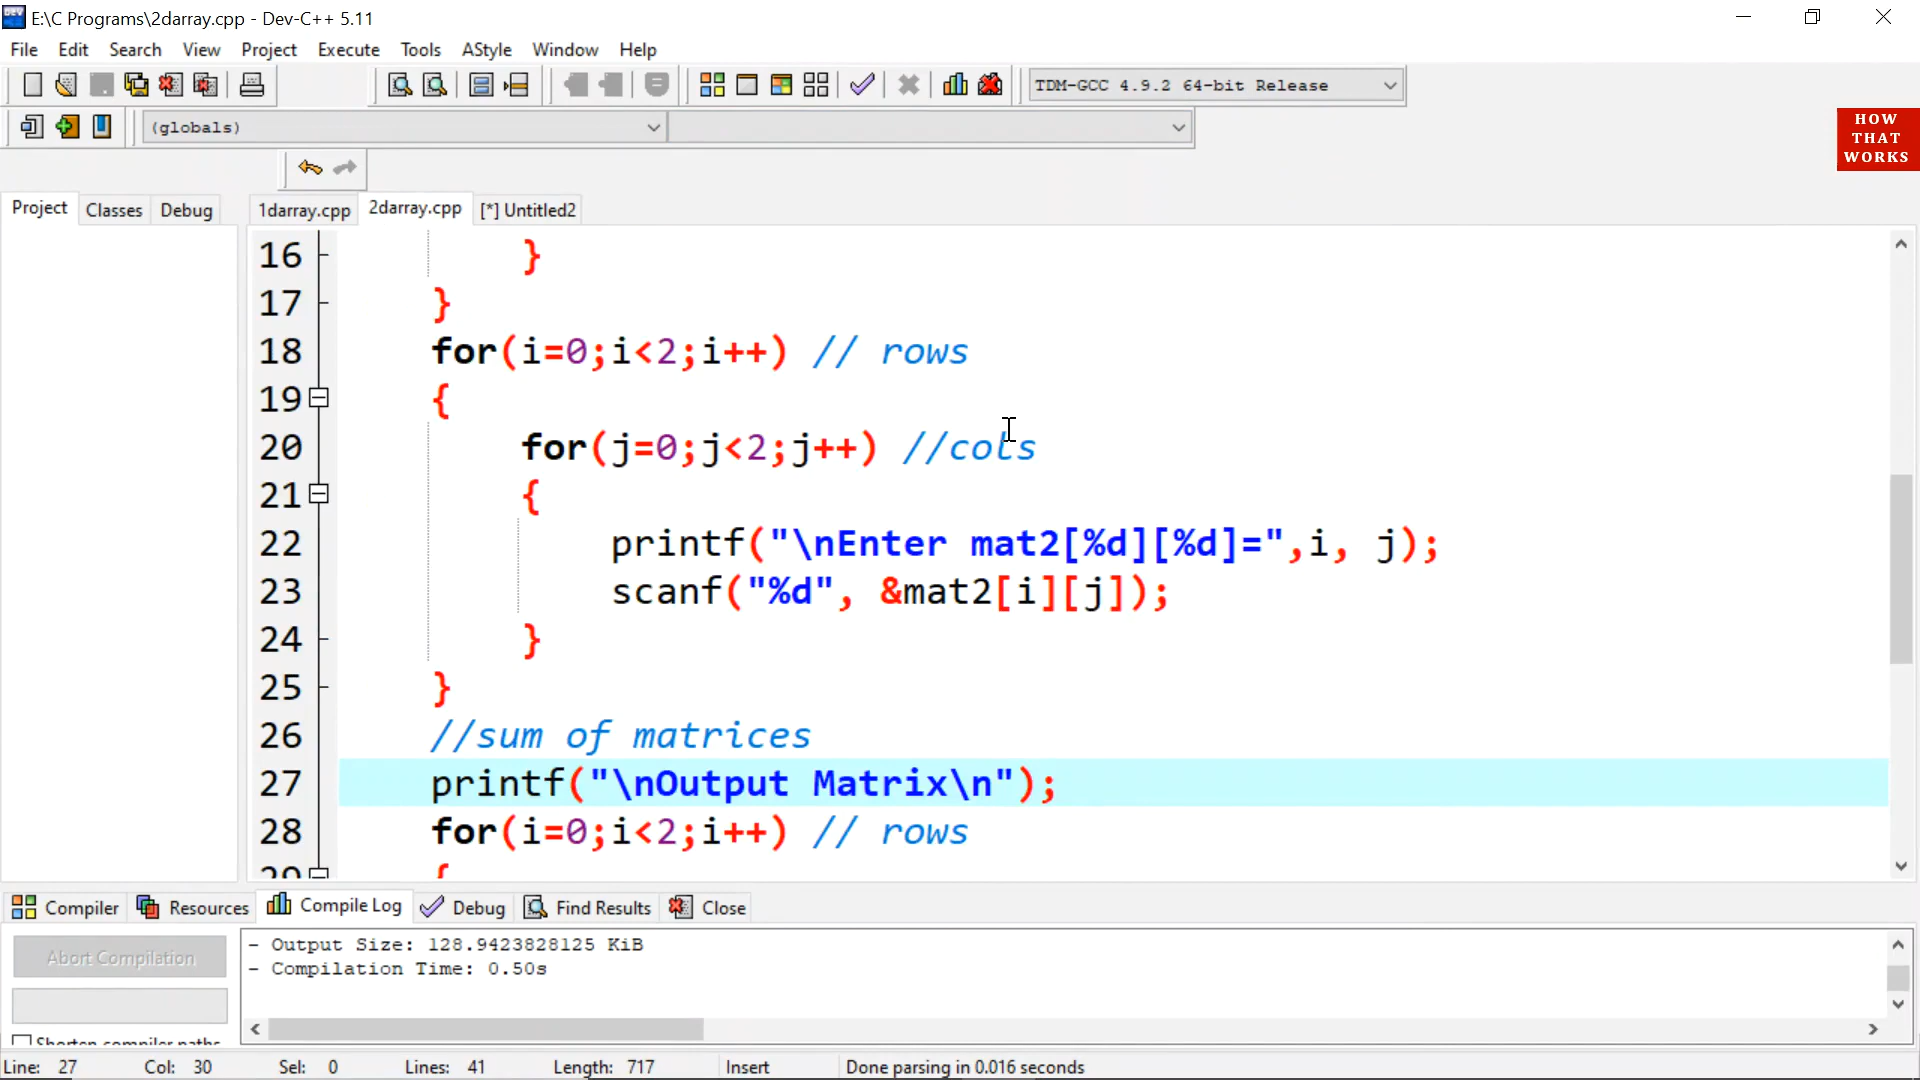 E:\C Programs\2darray.cpp - Dev-C++ 5.11
File Edit Search View Project Execute Tools AStyle Window Help
TDM-GCC 4.9.2 64-bit Release
(globals)
HOW
THAT
WORKS
Project Classes Debug 1darray.cpp 2darray.cpp [*] Untitled2
16 }
17 }
18 for(i=0;i<2;i++) // rows
19 {
20 for(j=0;j<2;j++) //cols
21 {
22 printf("\nEnter mat2[%d][%d]=",i, j);
23 scanf("%d", &mat2[i][j]);
24 }
25 }
26 //sum of matrices
27 printf("\nOutput Matrix\n");
28 for(i=0;i<2;i++) // rows
29 {
Compiler Resources Compile Log Debug Find Results Close
Abort Compilation
- Output Size: 128.9423828125 KiB
- Compilation Time: 0.50s
Shorten compiler paths
Line: 27 Col: 30 Sel: 0 Lines: 41 Length: 717 Insert Done parsing in 0.016 seconds